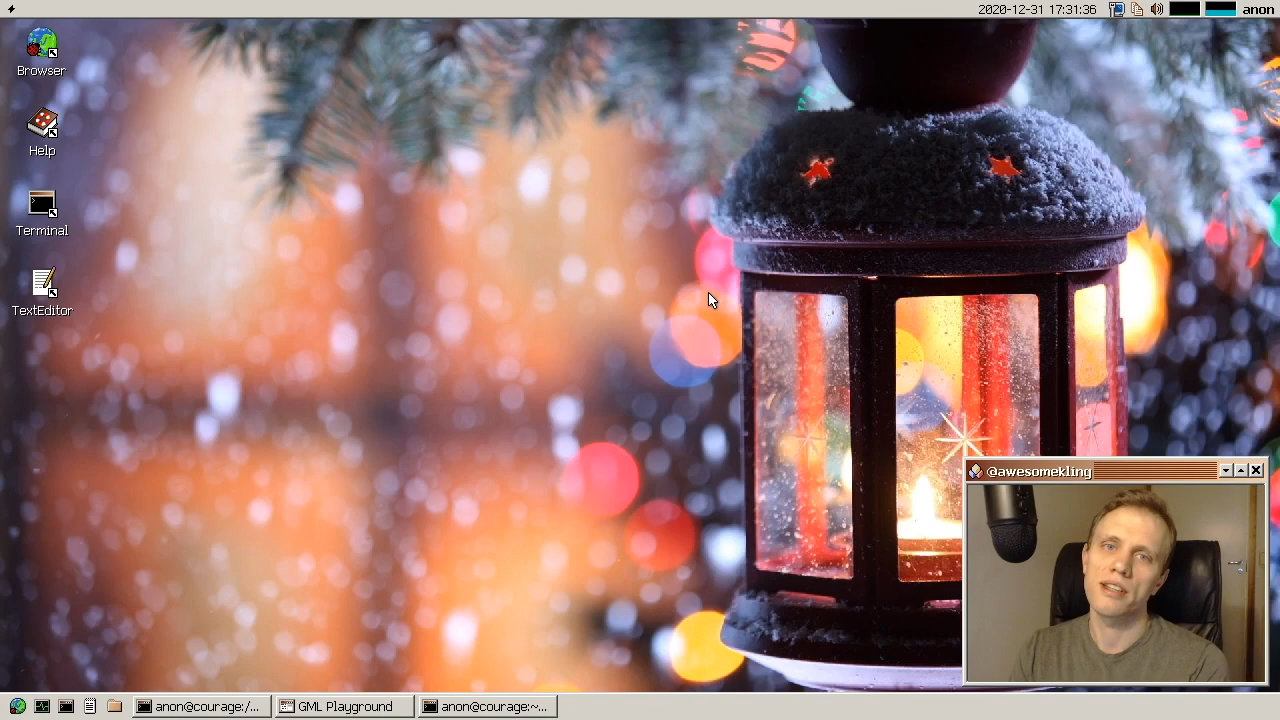 2020-12-31 17:31:36
anon
Browser
Help
Terminal
TextEditor
@awesomekling
anon@courage:/...
GML Playground
anon@courage:~...